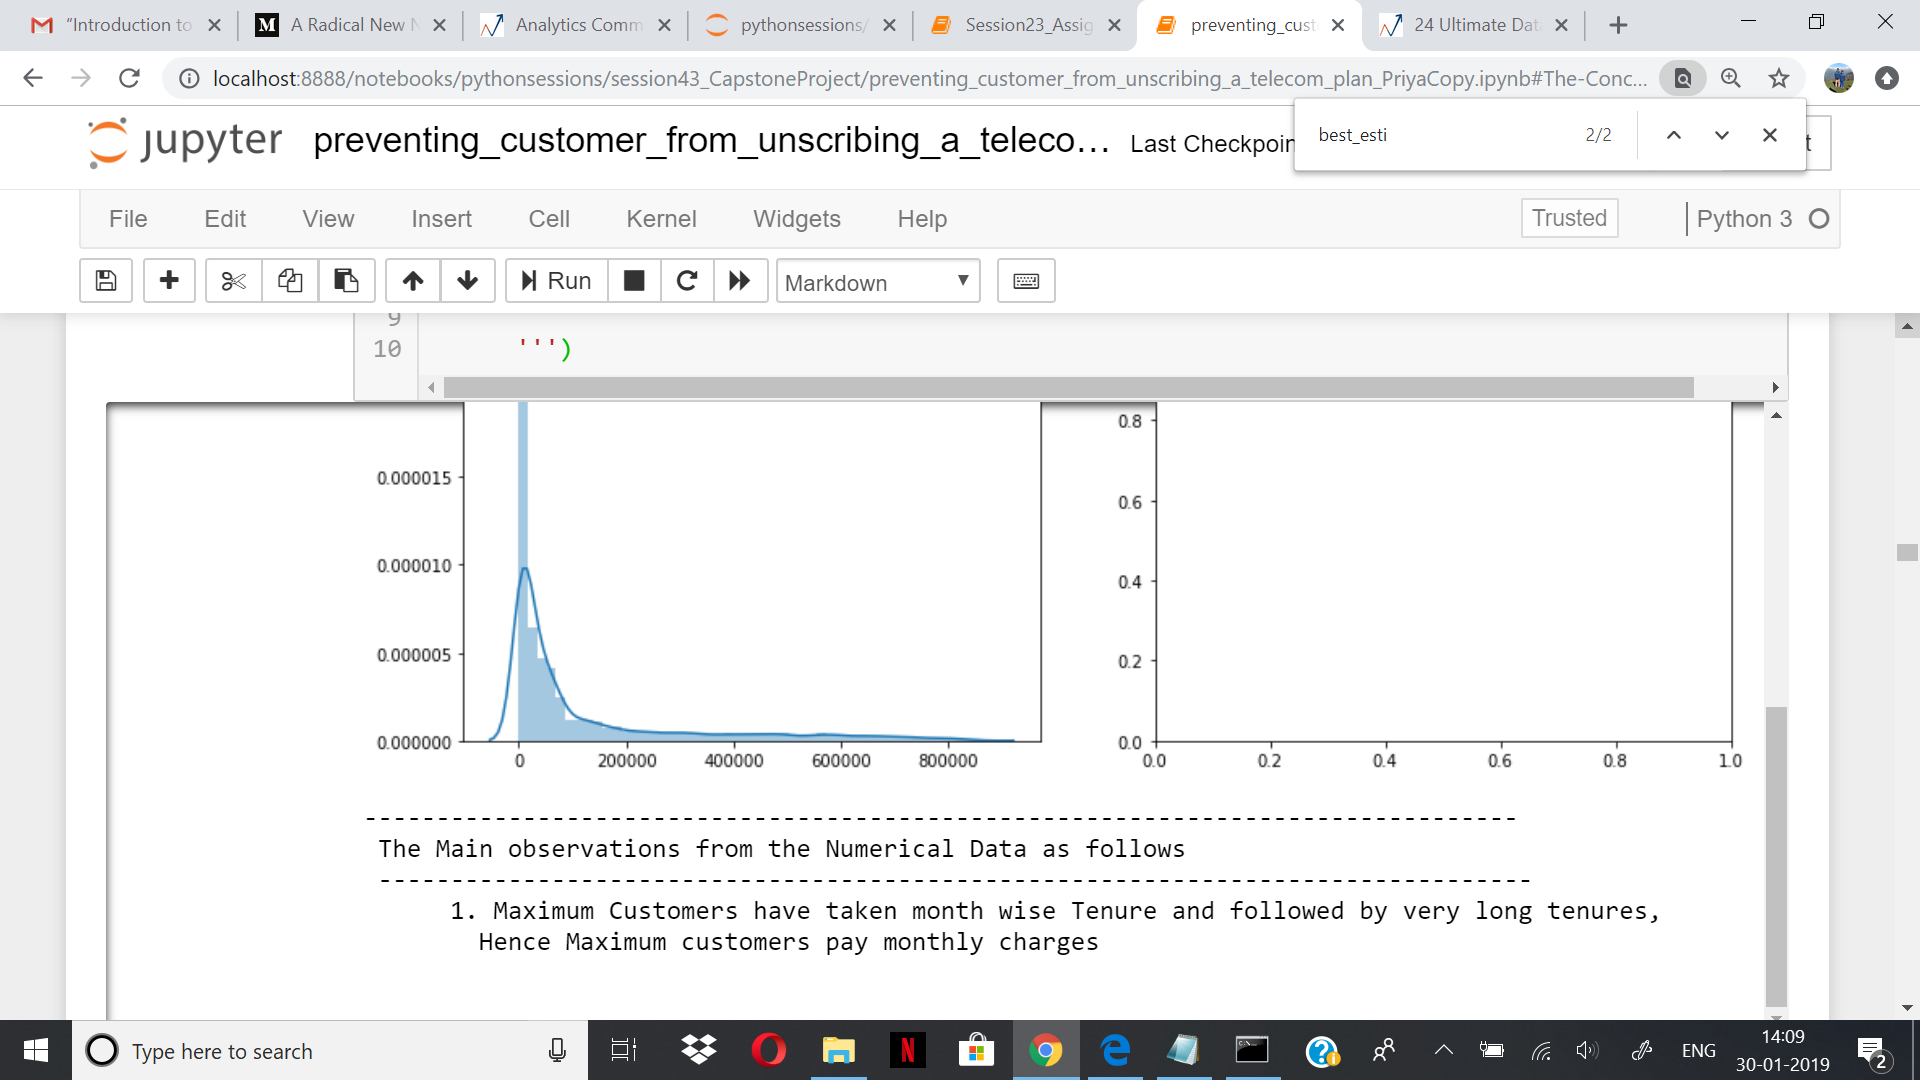 "Introduction to
A Radical New N
Analytics Comm
pythonsessions/
Session23_Assig
preventing_cust
24 Ultimate Dat
localhost:8888/notebooks/pythonsessions/session43_CapstoneProject/preventing_customer_from_unscribing_a_telecom_plan_PriyaCopy.ipynb#The-Conc...
best_esti 2/2
jupyter preventing_customer_from_unscribing_a_teleco... Last Checkpoin
File Edit View Insert Cell Kernel Widgets Help Trusted Python 3
Run Markdown
9
10 ''')
0.000015
0.000010
0.000005
0.000000
0 200000 400000 600000 800000
0.8
0.6
0.4
0.2
0.0
0.0 0.2 0.4 0.6 0.8 1.0
--------------------------------------------------------------------------------
The Main observations from the Numerical Data as follows
--------------------------------------------------------------------------------
1. Maximum Customers have taken month wise Tenure and followed by very long tenures,
Hence Maximum customers pay monthly charges
Type here to search
ENG
14:09
30-01-2019
2